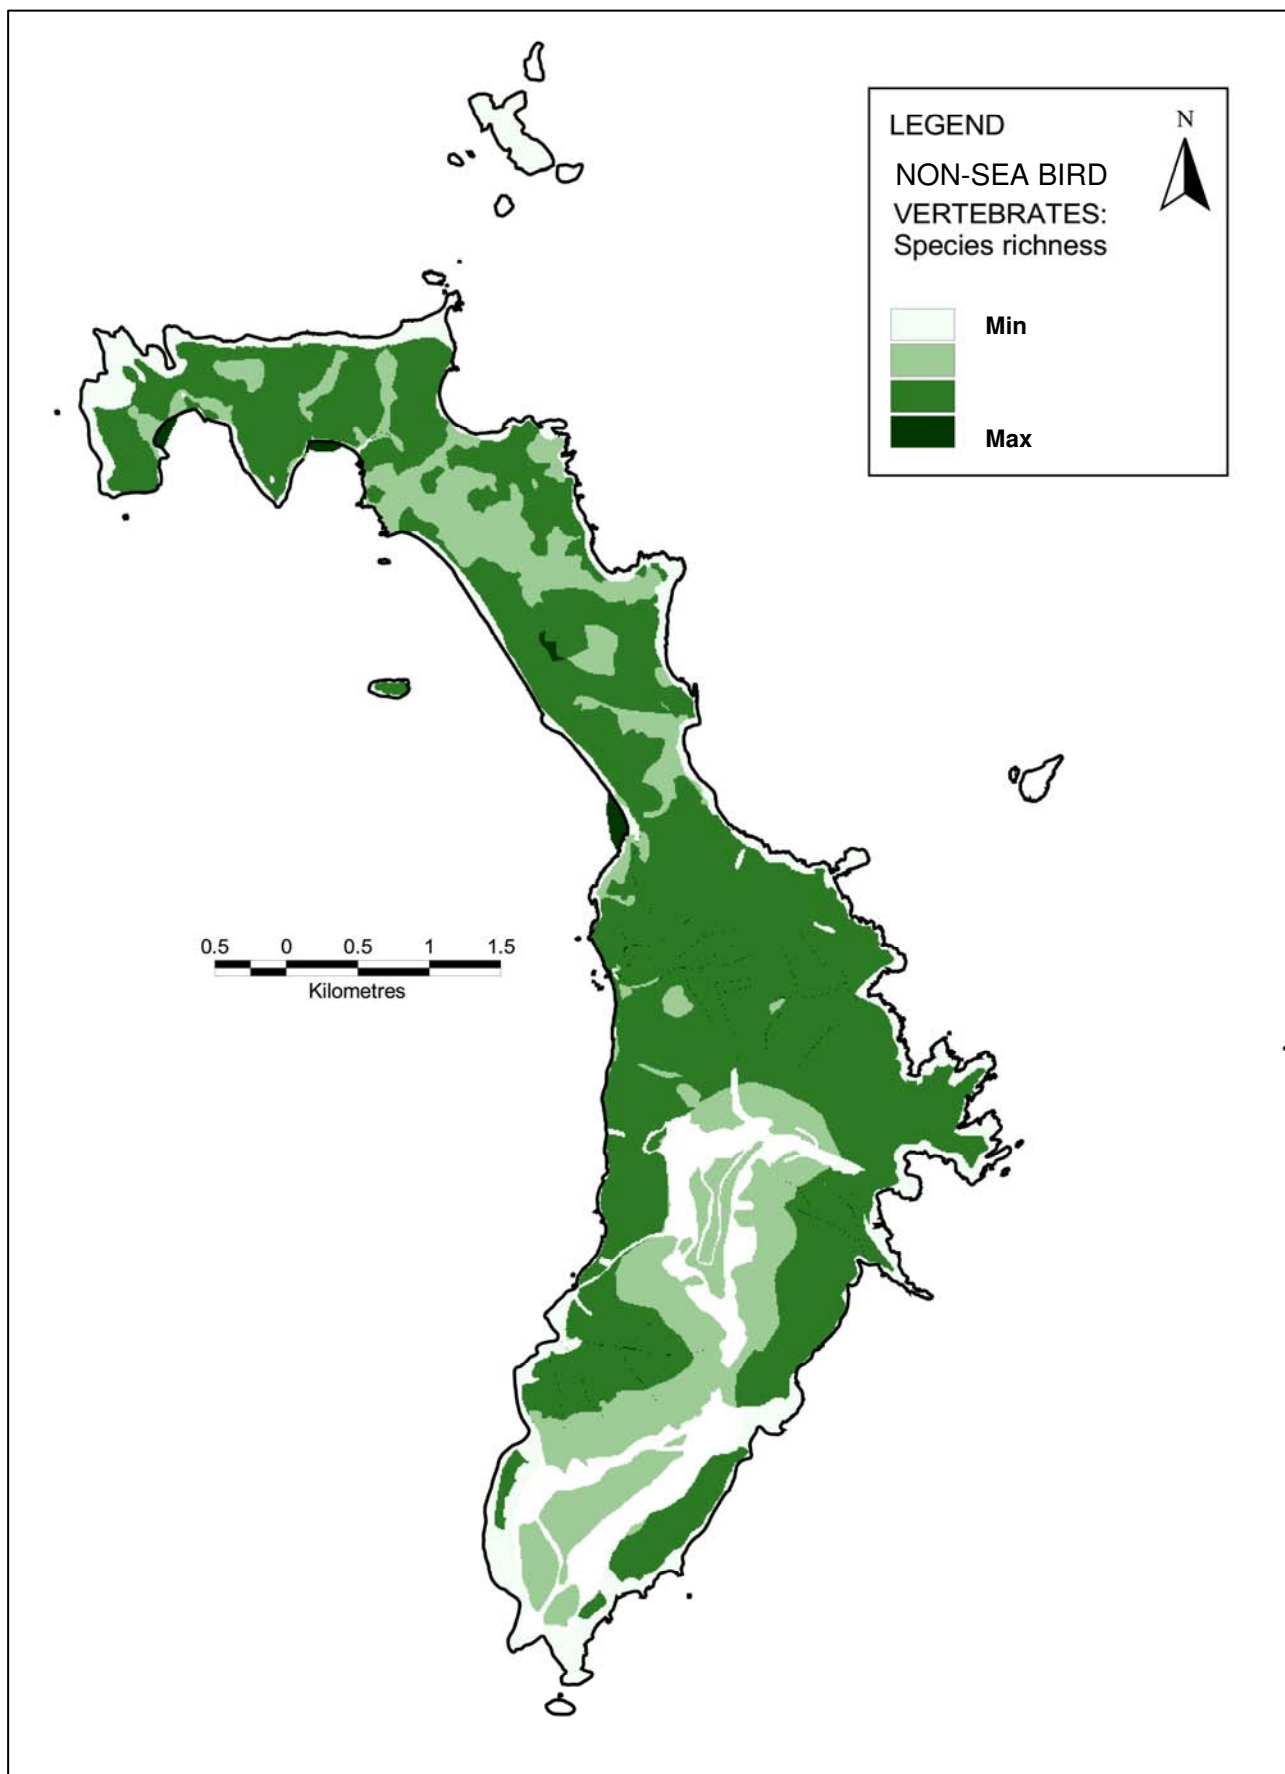 LEGEND
N
NON-SEA BIRD
VERTEBRATES:
Species richness
Min
Max
0.5 0 0.5 1 1.5
Kilometres